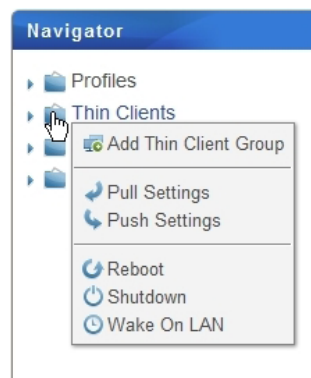 Navigator
Profiles
Thin Clients
Add Thin Client Group
Pull Settings
Push Settings
Reboot
Shutdown
Wake On LAN